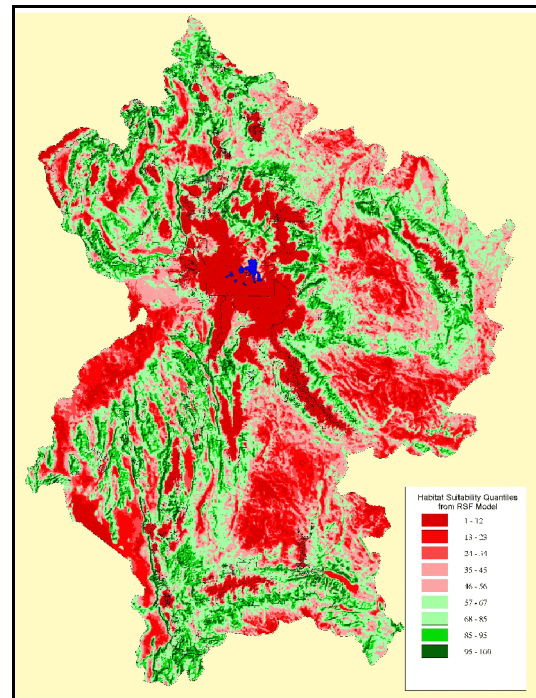 Habitat Suitability Quantiles
from RSF Model
1 - 12
13 - 23
24 - 34
35 - 45
46 - 56
57 - 67
68 - 85
85 - 95
95 - 100